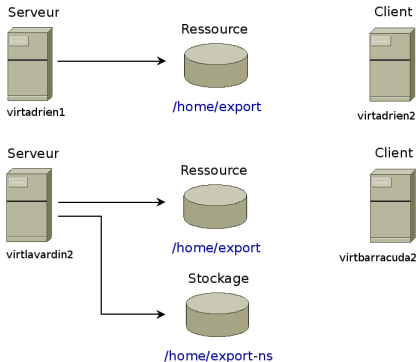 Serveur
Ressource
Client
virtadrien1
/home/export
virtadrien2
Serveur
Ressource
Client
virtlavardin2
/home/export
virtbarracuda2
Stockage
/home/export-ns